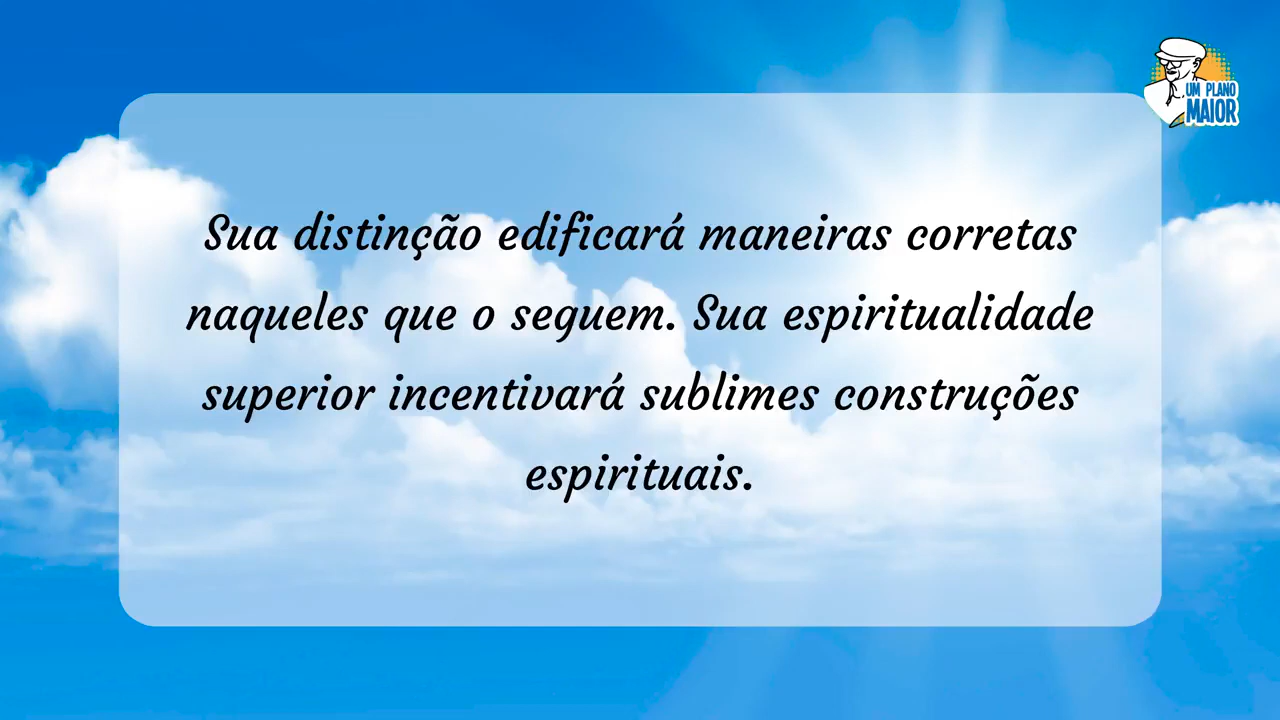 UM PLANO
MAIOR
Sua distinção edificará maneiras corretas
naqueles que o seguem. Sua espiritualidade
superior incentivará sublimes construções
espirituais.